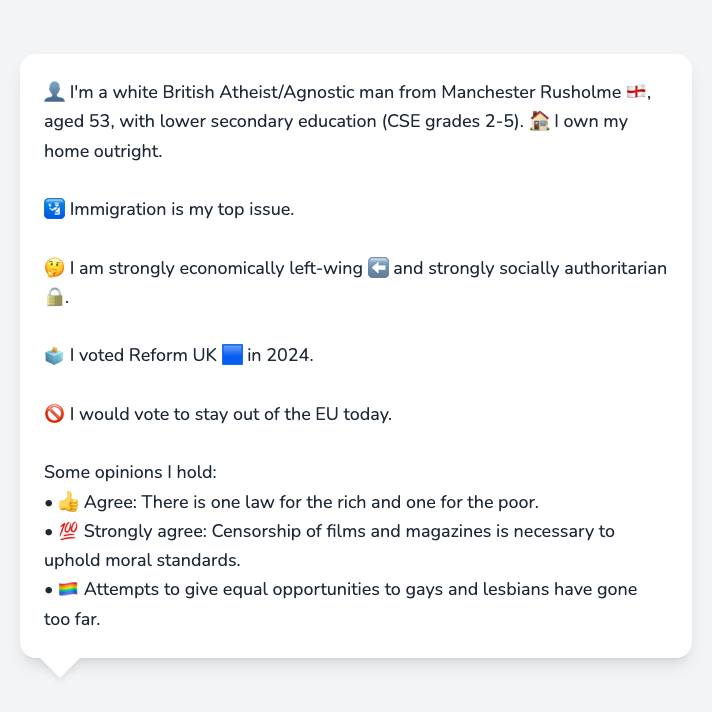 👤 I'm a white British Atheist/Agnostic man from Manchester Rusholme 🏴󠁧󠁢󠁥󠁮󠁧󠁿,
aged 53, with lower secondary education (CSE grades 2-5). 🏠 I own my
home outright.
🛂 Immigration is my top issue.
🤔 I am strongly economically left-wing ⬅️ and strongly socially authoritarian
🔒.
🗳️ I voted Reform UK 🟦 in 2024.
🚫 I would vote to stay out of the EU today.
Some opinions I hold:
• 👍 Agree: There is one law for the rich and one for the poor.
• 💯 Strongly agree: Censorship of films and magazines is necessary to
uphold moral standards.
• 🏳️‍🌈 Attempts to give equal opportunities to gays and lesbians have gone
too far.